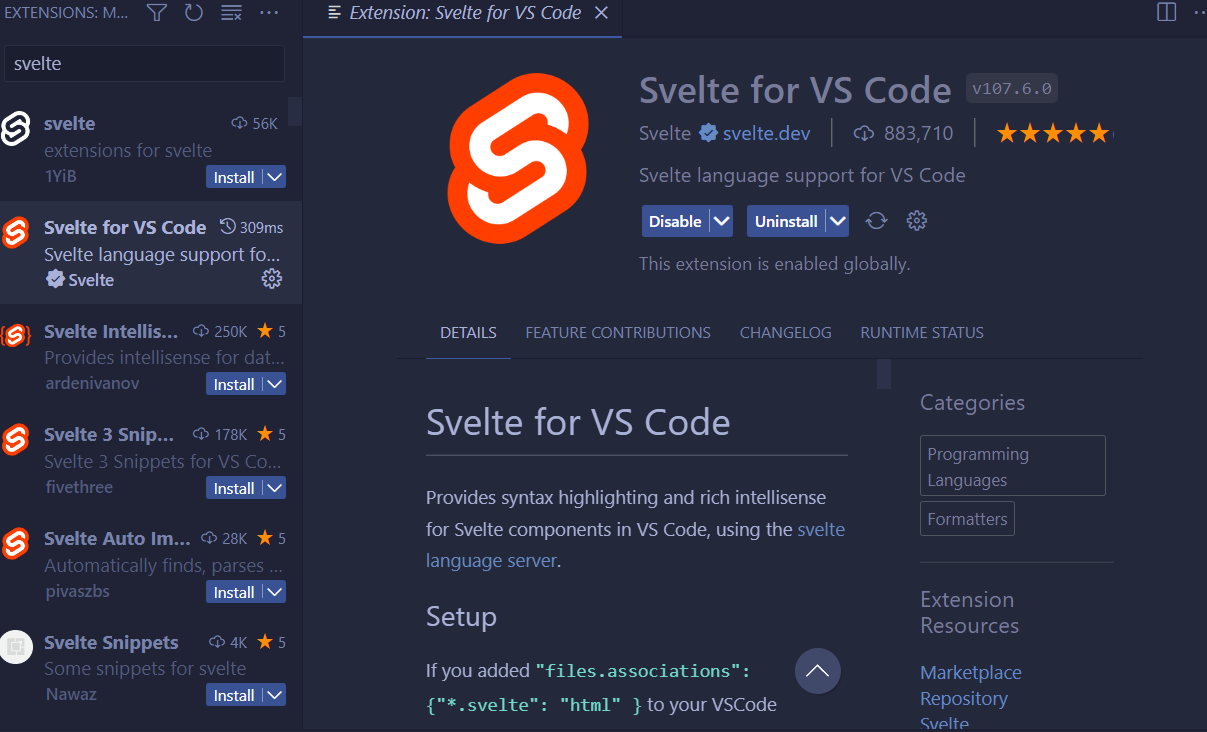 EXTENSIONS: M...
svelte
svelte 56K
extensions for svelte
1YiB Install
Svelte for VS Code 309ms
Svelte language support fo...
Svelte
Svelte Intellis... 250K 5
Provides intellisense for dat...
ardenivanov Install
Svelte 3 Snip... 178K 5
Svelte 3 Snippets for VS Co...
fivethree Install
Svelte Auto Im... 28K 5
Automatically finds, parses ...
pivaszbs Install
Svelte Snippets 4K 5
Some snippets for svelte
Nawaz Install
Extension: Svelte for VS Code
Svelte for VS Code v107.6.0
Svelte svelte.dev 883,710
Svelte language support for VS Code
Disable Uninstall
This extension is enabled globally.
DETAILS FEATURE CONTRIBUTIONS CHANGELOG RUNTIME STATUS
Svelte for VS Code
Provides syntax highlighting and rich intellisense
for Svelte components in VS Code, using the svelte
language server.
Setup
If you added "files.associations":
{"*.svelte": "html" } to your VSCode
Categories
Programming
Languages
Formatters
Extension
Resources
Marketplace
Repository
Svelte